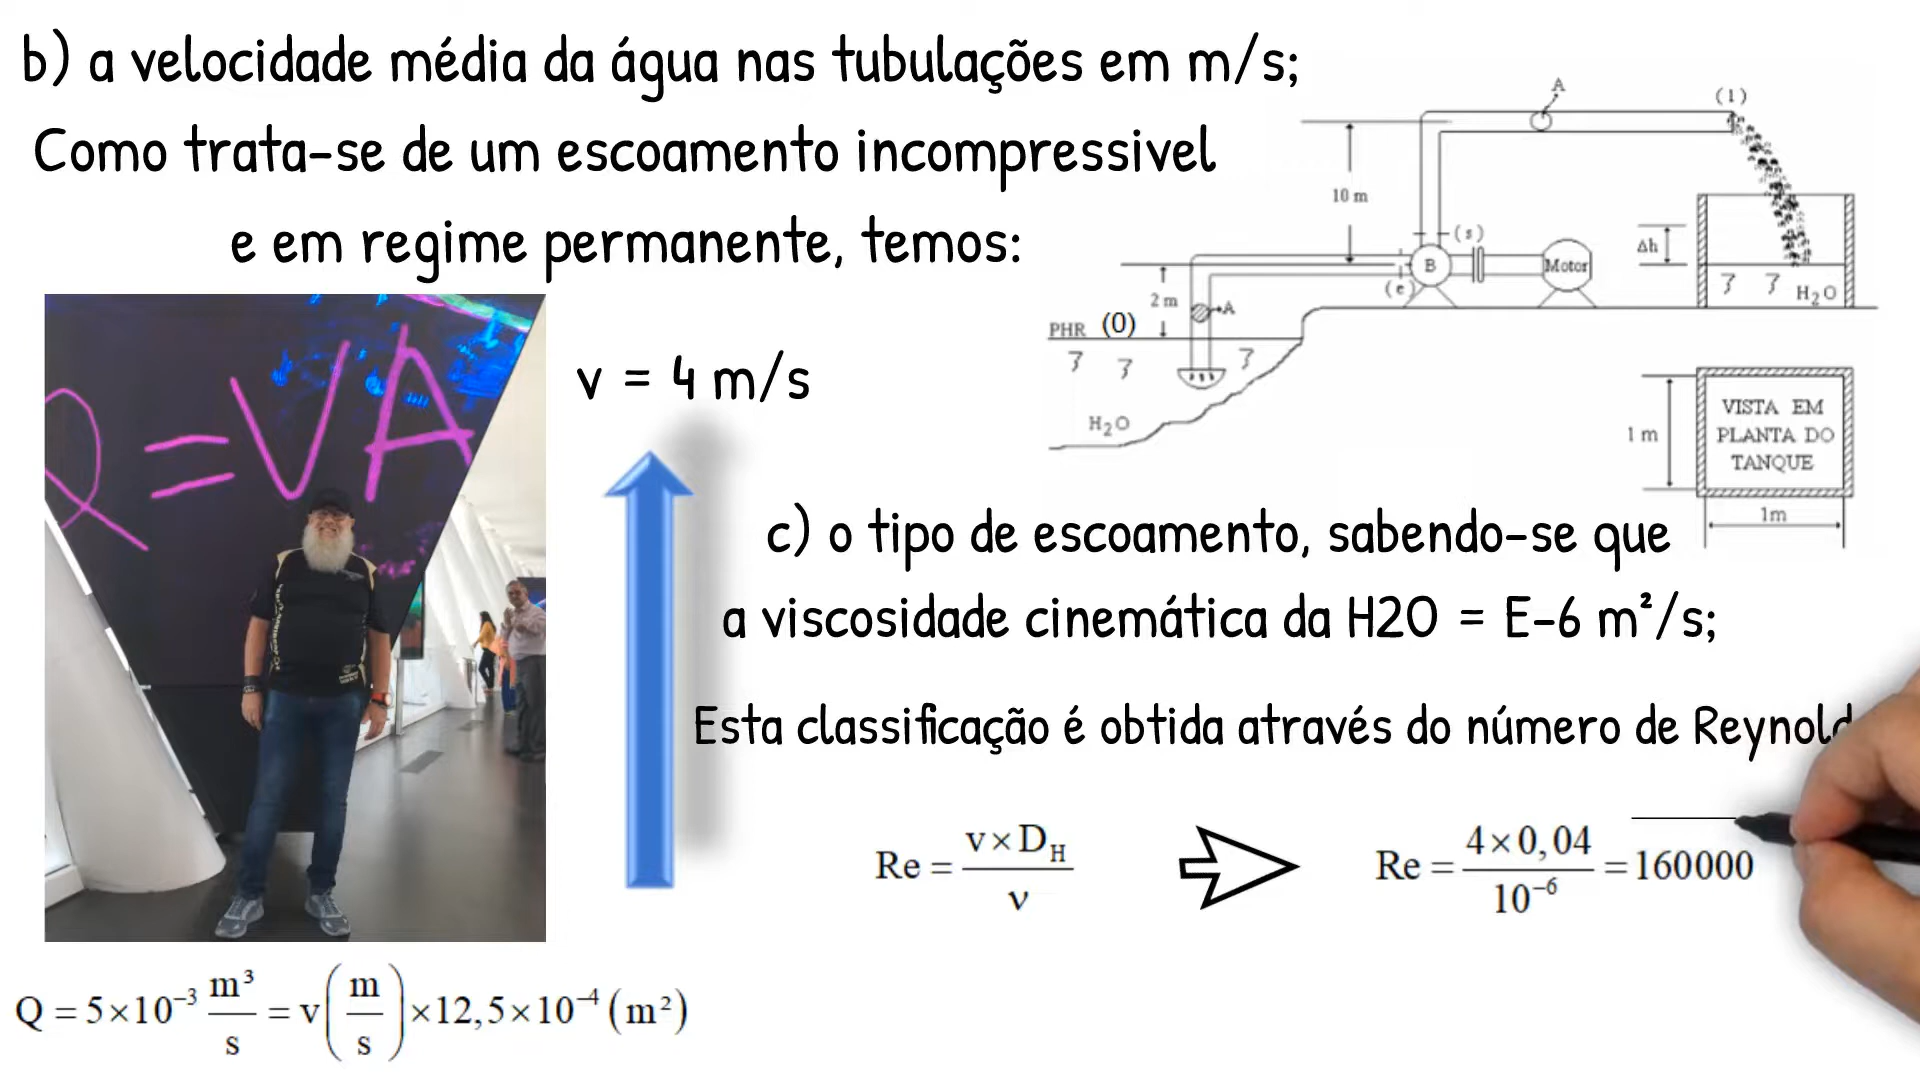 b) a velocidade média da água nas tubulações em m/s;
Como trata-se de um escoamento incompressivel
e em regime permanente, temos:
Q = VA
v = 4 m/s
A
(1)
10 m
(s)
B
Motor
(e)
Δh
H₂O
2 m
A
PHR (0)
H₂O
VISTA EM
PLANTA DO
TANQUE
1 m
1m
c) o tipo de escoamento, sabendo-se que
a viscosidade cinemática da H2O = E-6 m²/s;
Esta classificação é obtida através do número de Reynold
Re = v × D_H / ν
Re = 4×0,04 / 10⁻⁶ = 160000
Q = 5×10⁻³ m³/s = v (m/s) ×12,5×10⁻⁴ (m²)